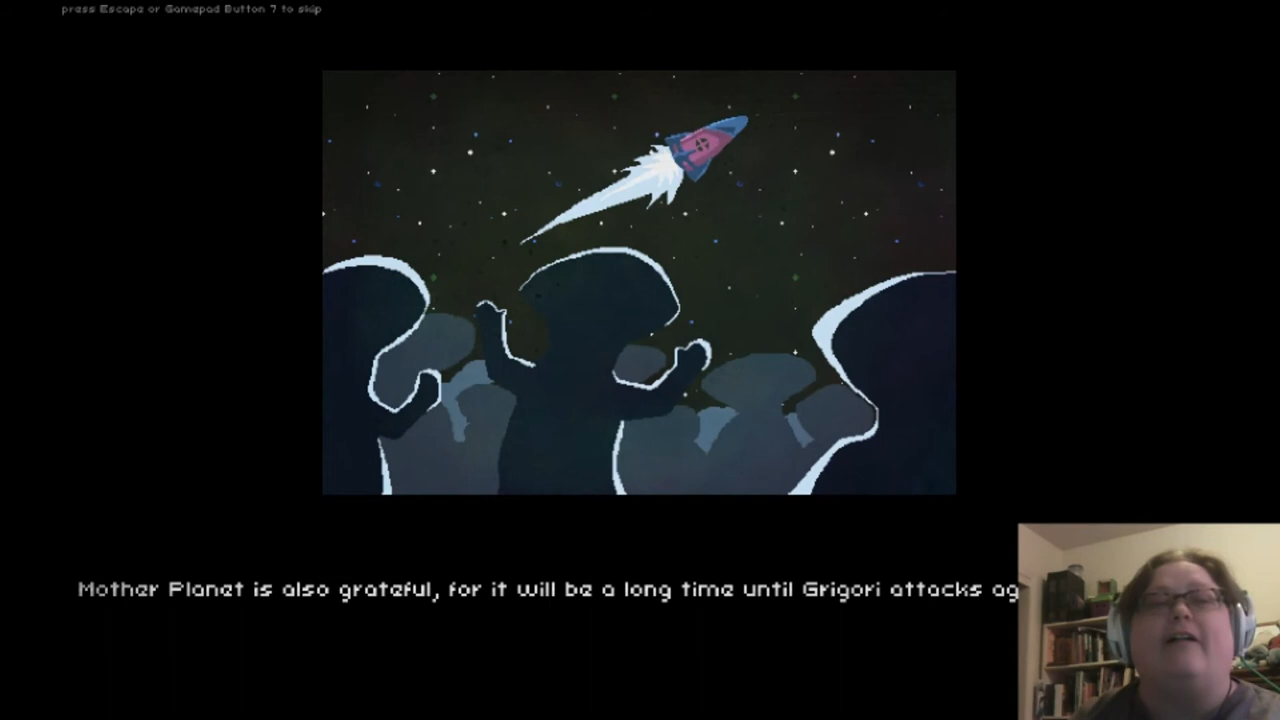 press Escape or Gamepad Button 7 to skip
Mother Planet is also grateful, for it will be a long time until Grigori attacks ag